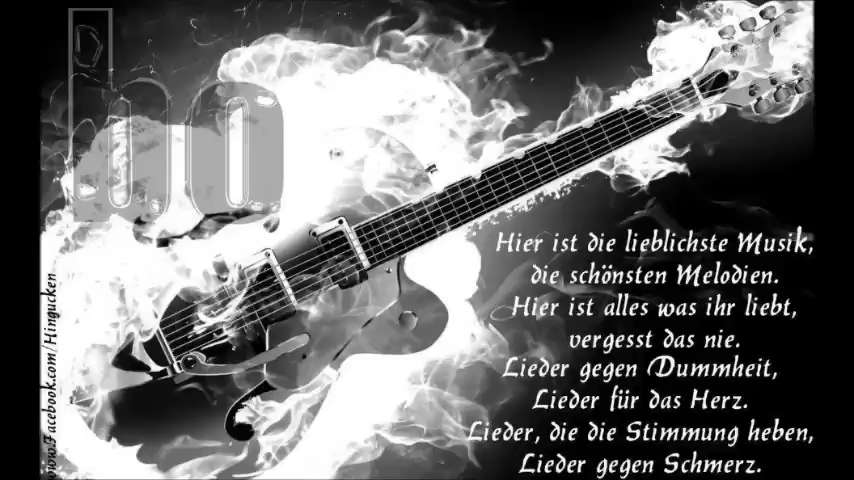 Hier ist die lieblichste Musik,
die schönsten Melodien.
Hier ist alles was ihr liebt,
vergesst das nie.
Lieder gegen Dummheit,
Lieder für das Herz.
Lieder, die die Stimmung heben,
Lieder gegen Schmerz.
www.Facebook.com/Hingucken